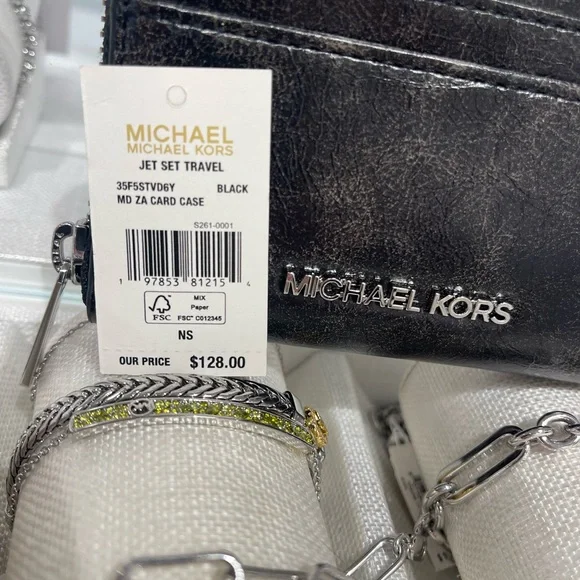 MICHAEL
MICHAEL KORS
JET SET TRAVEL
35F5STVD6Y BLACK
MD ZA CARD CASE
S261-0001
1 97853 81215 4
FSC
MIX
Paper
FSC® C012345
NS
OUR PRICE $128.00
MICHAEL KORS